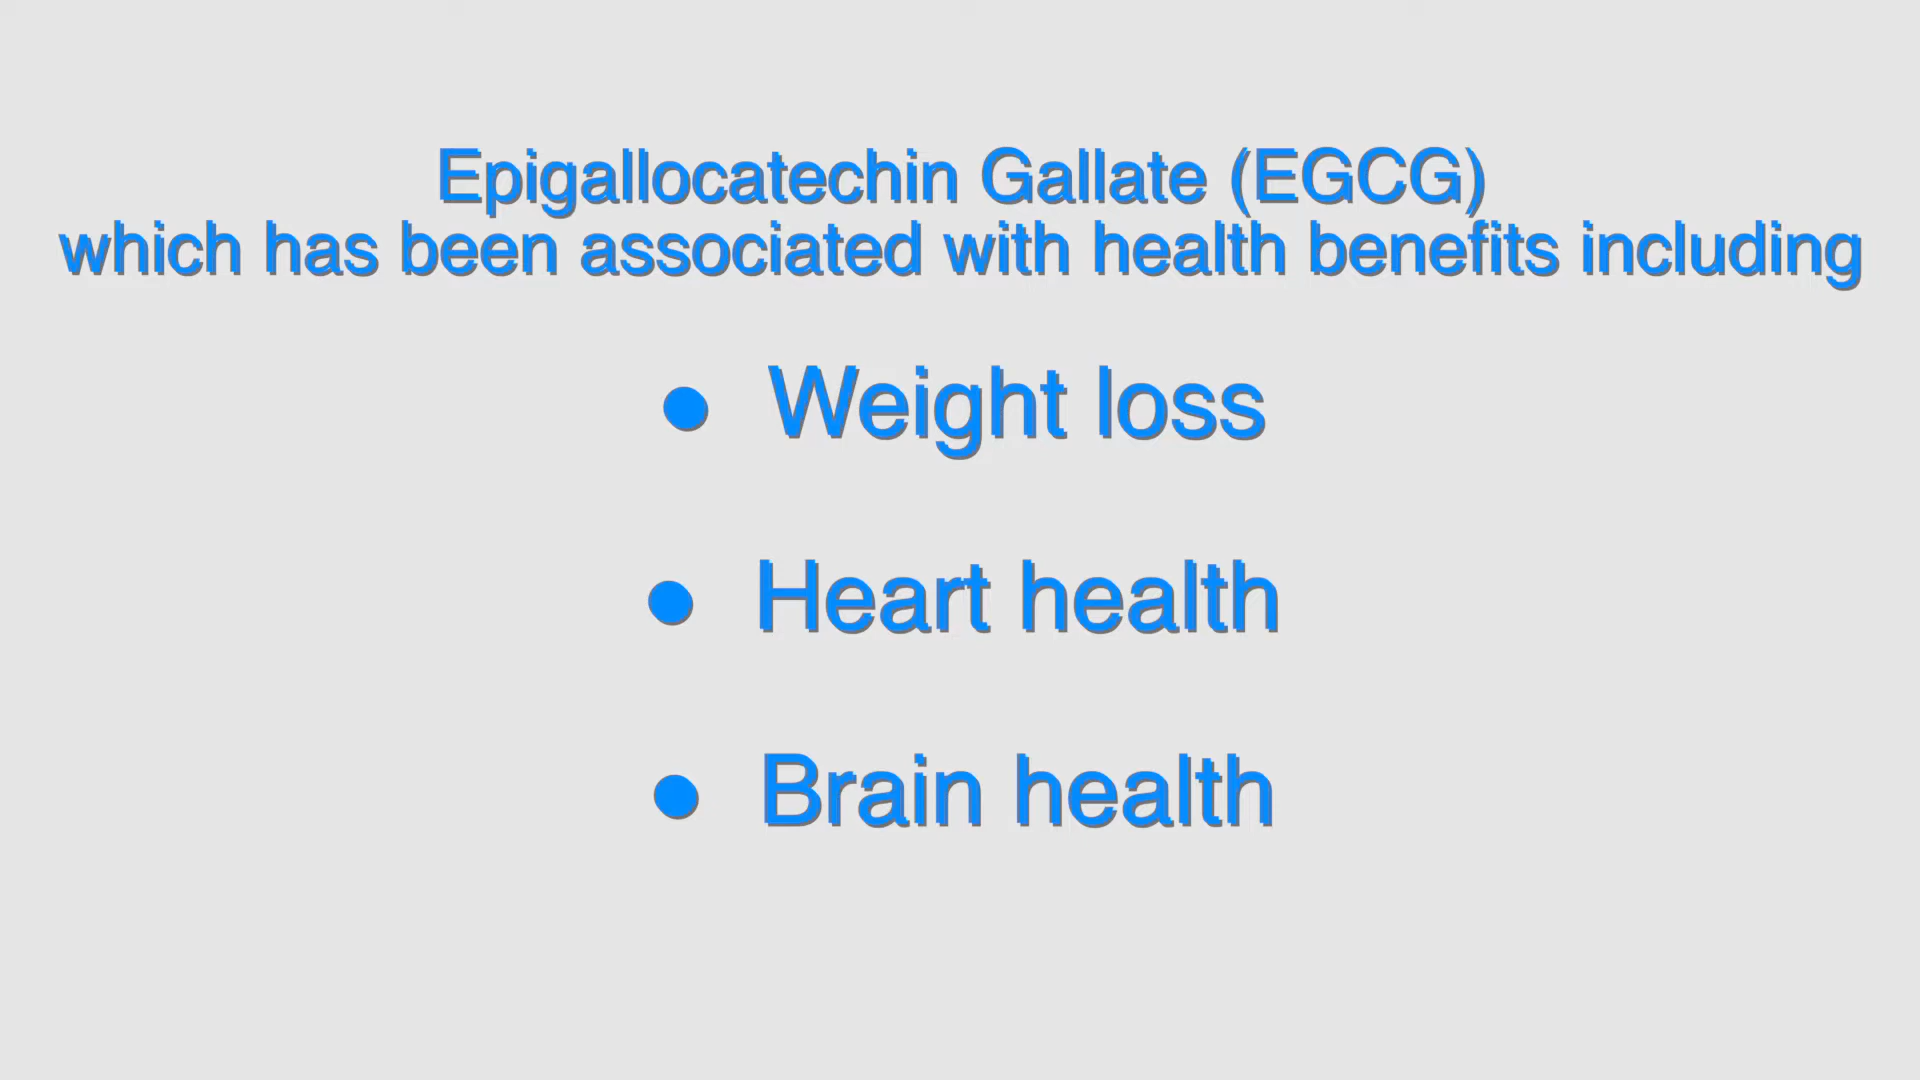 Epigallocatechin Gallate (EGCG)
which has been associated with health benefits including
● Weight loss
● Heart health
● Brain health